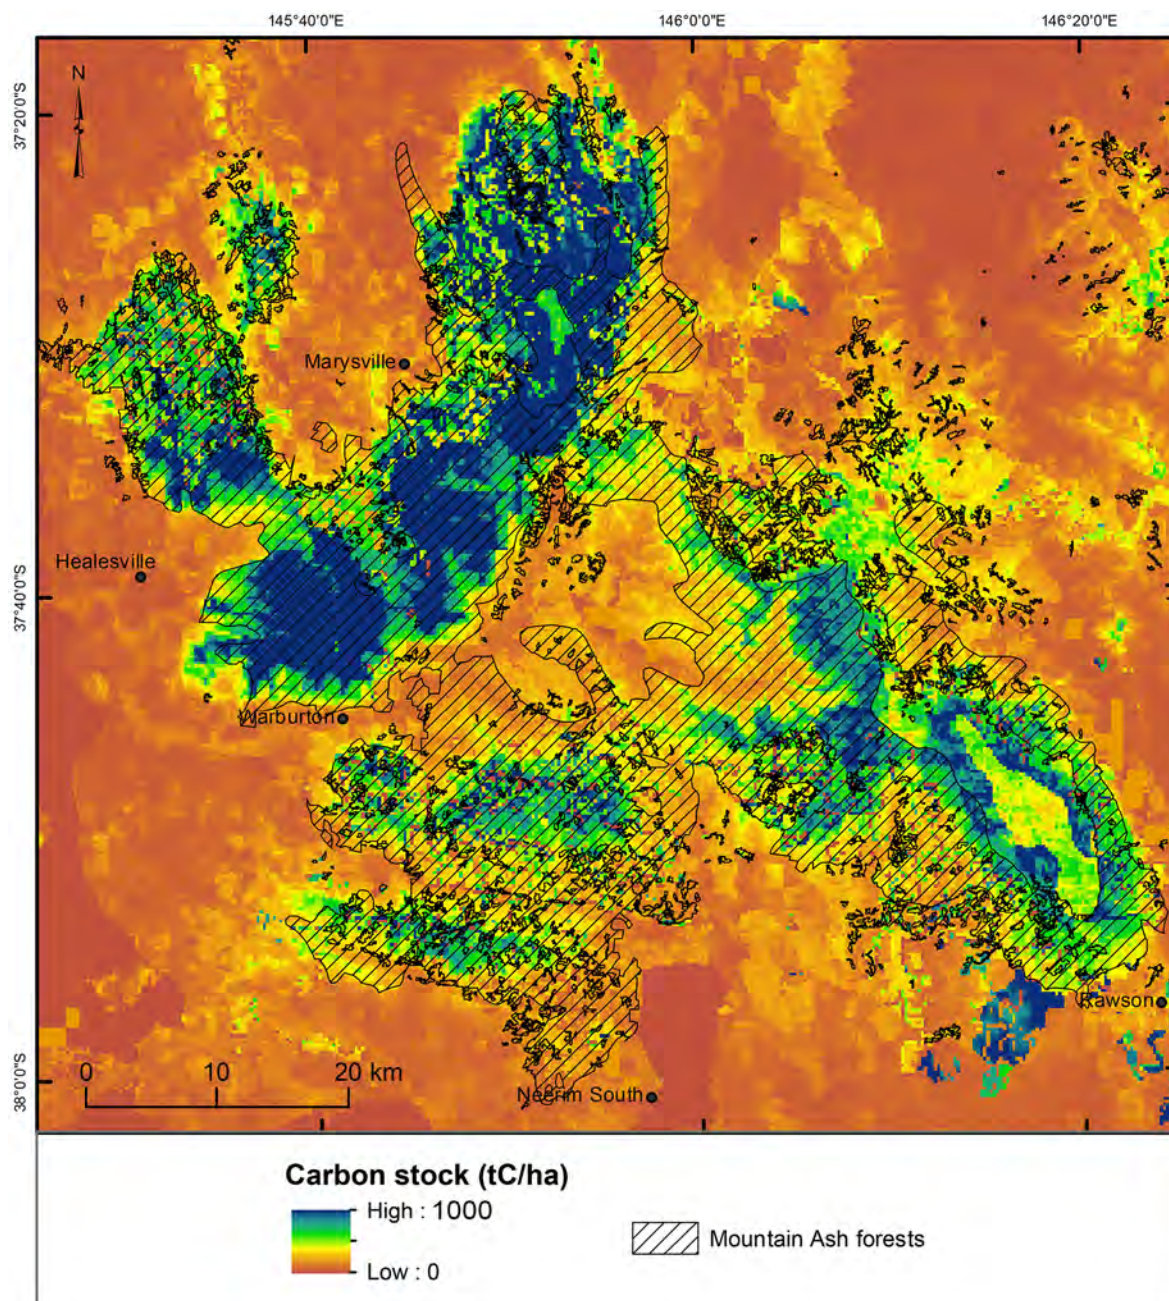 145°40'0"E 146°0'0"E 146°20'0"E
N
37°20'0"S
Marysville
Healesville
37°40'0"S
Warburton
Rawson
0 10 20 km
38°0'0"S
Neerim South
Carbon stock (tC/ha)
High : 1000
Low : 0
Mountain Ash forests